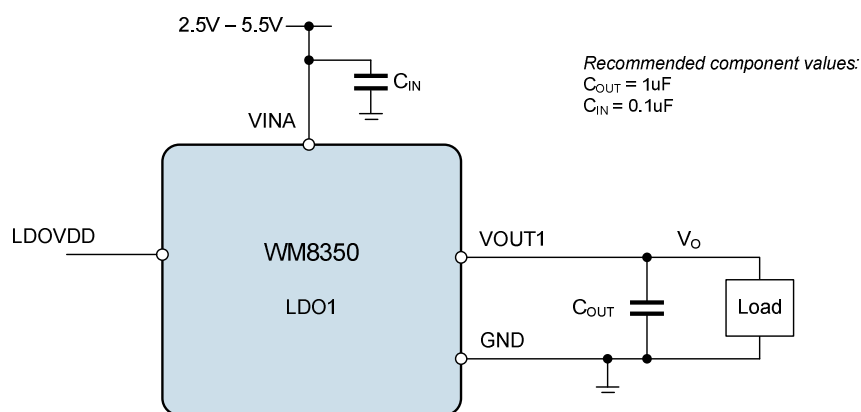 2.5V – 5.5V
Recommended component values:
COUT = 1uF
CIN = 0.1uF
CIN
VINA
LDOVDD
WM8350
LDO1
VOUT1
VO
COUT
Load
GND